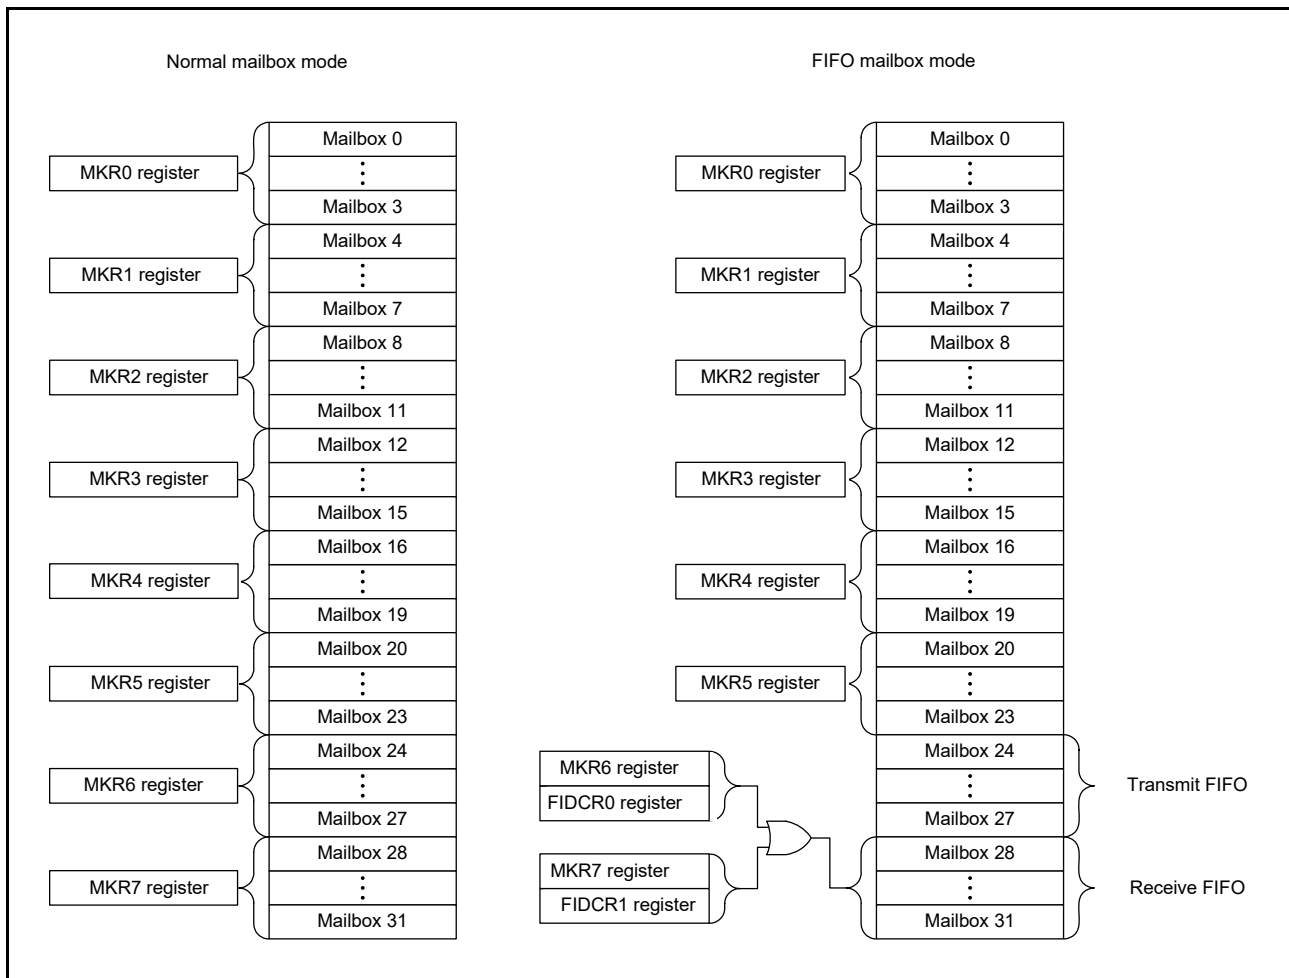 Normal mailbox mode
MKR0 register
Mailbox 0
Mailbox 3
MKR1 register
Mailbox 4
Mailbox 7
MKR2 register
Mailbox 8
Mailbox 11
MKR3 register
Mailbox 12
Mailbox 15
MKR4 register
Mailbox 16
Mailbox 19
MKR5 register
Mailbox 20
Mailbox 23
MKR6 register
Mailbox 24
Mailbox 27
MKR7 register
Mailbox 28
Mailbox 31
FIFO mailbox mode
MKR0 register
Mailbox 0
Mailbox 3
MKR1 register
Mailbox 4
Mailbox 7
MKR2 register
Mailbox 8
Mailbox 11
MKR3 register
Mailbox 12
Mailbox 15
MKR4 register
Mailbox 16
Mailbox 19
MKR5 register
Mailbox 20
Mailbox 23
MKR6 register
FIDCR0 register
MKR7 register
FIDCR1 register
Mailbox 24
Mailbox 27
Transmit FIFO
Mailbox 28
Mailbox 31
Receive FIFO